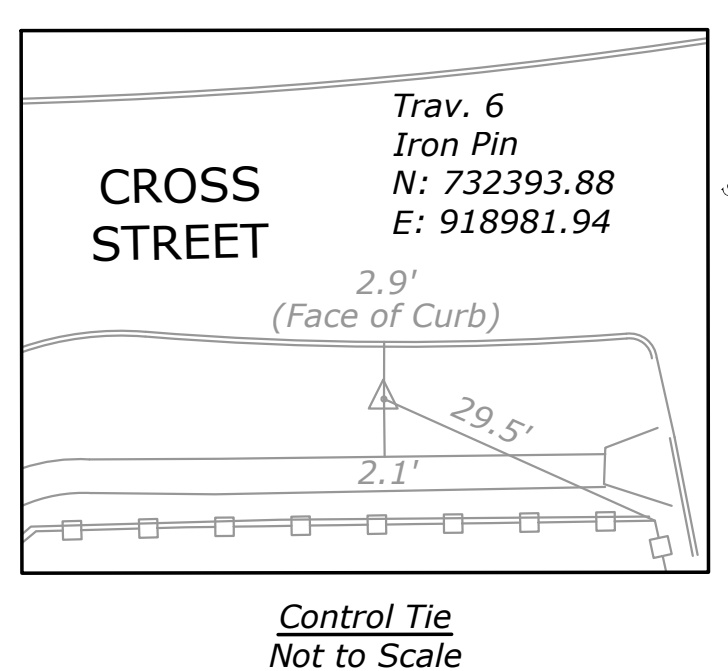 Trav. 6
Iron Pin
N: 732393.88
E: 918981.94
CROSS
STREET
2.9'
(Face of Curb)
29.5'
2.1'
Control Tie
Not to Scale